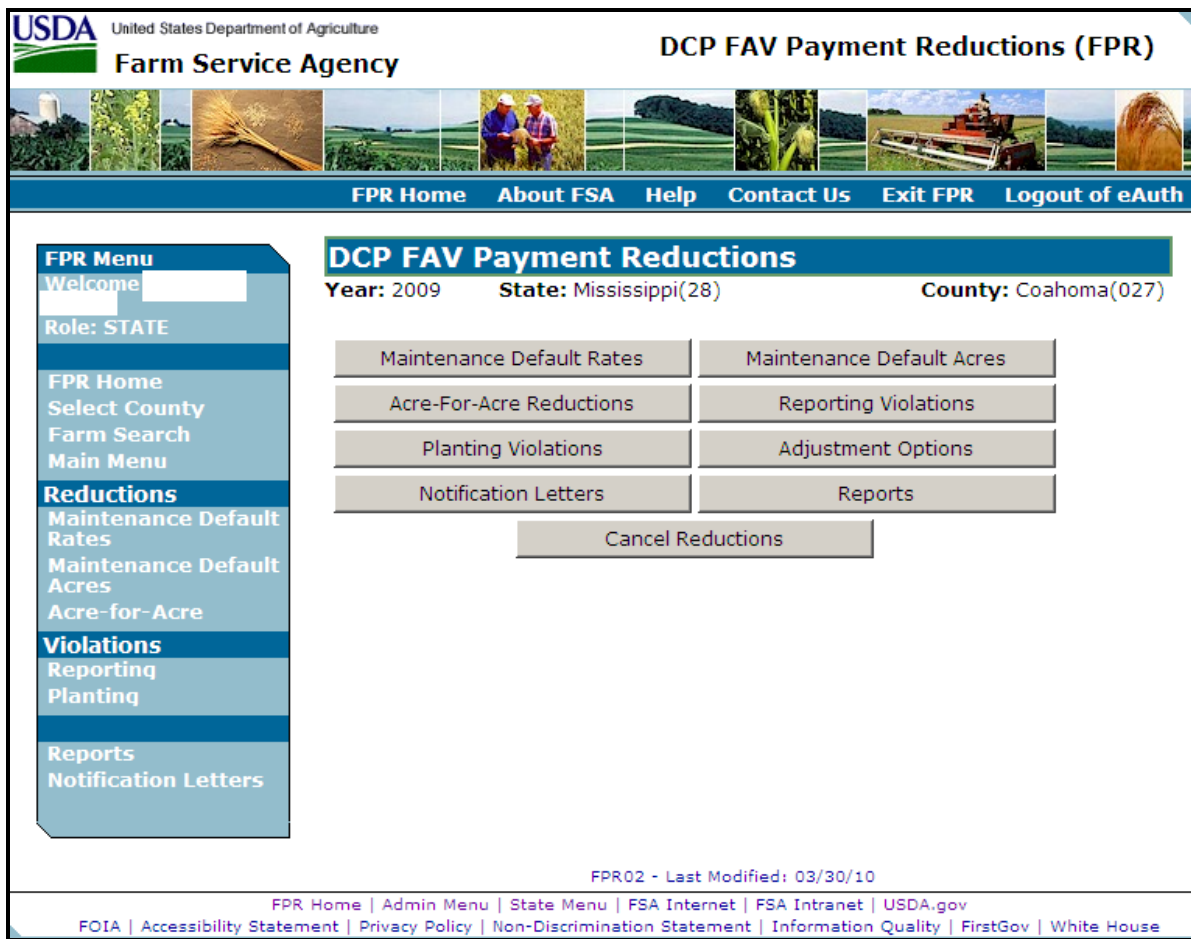 USDA United States Department of Agriculture
Farm Service Agency
DCP FAV Payment Reductions (FPR)
FPR Home About FSA Help Contact Us Exit FPR Logout of eAuth
FPR Menu
Welcome
Role: STATE
FPR Home
Select County
Farm Search
Main Menu
Reductions
Maintenance Default
Rates
Maintenance Default
Acres
Acre-for-Acre
Violations
Reporting
Planting
Reports
Notification Letters
DCP FAV Payment Reductions
Year: 2009 State: Mississippi(28) County: Coahoma(027)
Maintenance Default Rates Maintenance Default Acres
Acre-For-Acre Reductions Reporting Violations
Planting Violations Adjustment Options
Notification Letters Reports
Cancel Reductions
FPR02 - Last Modified: 03/30/10
FPR Home | Admin Menu | State Menu | FSA Internet | FSA Intranet | USDA.gov
FOIA | Accessibility Statement | Privacy Policy | Non-Discrimination Statement | Information Quality | FirstGov | White House